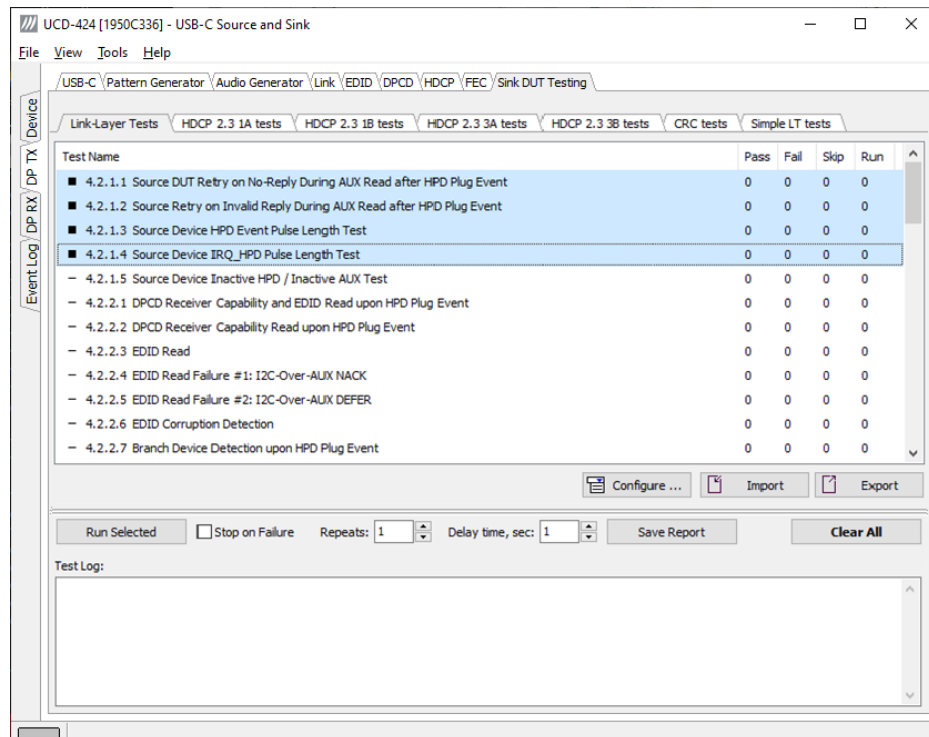 UCD-424 [1950C336] - USB-C Source and Sink
File View Tools Help
USB-C Pattern Generator Audio Generator Link EDID DPCD HDCP FEC Sink DUT Testing
Device
DP TX
DP RX
Event Log
Link-Layer Tests HDCP 2.3 1A tests HDCP 2.3 1B tests HDCP 2.3 3A tests HDCP 2.3 3B tests CRC tests Simple LT tests
Test Name Pass Fail Skip Run
4.2.1.1 Source DUT Retry on No-Reply During AUX Read after HPD Plug Event 0 0 0 0
4.2.1.2 Source Retry on Invalid Reply During AUX Read after HPD Plug Event 0 0 0 0
4.2.1.3 Source Device HPD Event Pulse Length Test 0 0 0 0
4.2.1.4 Source Device IRQ_HPD Pulse Length Test 0 0 0 0
4.2.1.5 Source Device Inactive HPD / Inactive AUX Test 0 0 0 0
4.2.2.1 DPCD Receiver Capability and EDID Read upon HPD Plug Event 0 0 0 0
4.2.2.2 DPCD Receiver Capability Read upon HPD Plug Event 0 0 0 0
4.2.2.3 EDID Read 0 0 0 0
4.2.2.4 EDID Read Failure #1: I2C-Over-AUX NACK 0 0 0 0
4.2.2.5 EDID Read Failure #2: I2C-Over-AUX DEFER 0 0 0 0
4.2.2.6 EDID Corruption Detection 0 0 0 0
4.2.2.7 Branch Device Detection upon HPD Plug Event 0 0 0 0
Configure ... Import Export
Run Selected Stop on Failure Repeats: 1 Delay time, sec: 1 Save Report Clear All
Test Log: